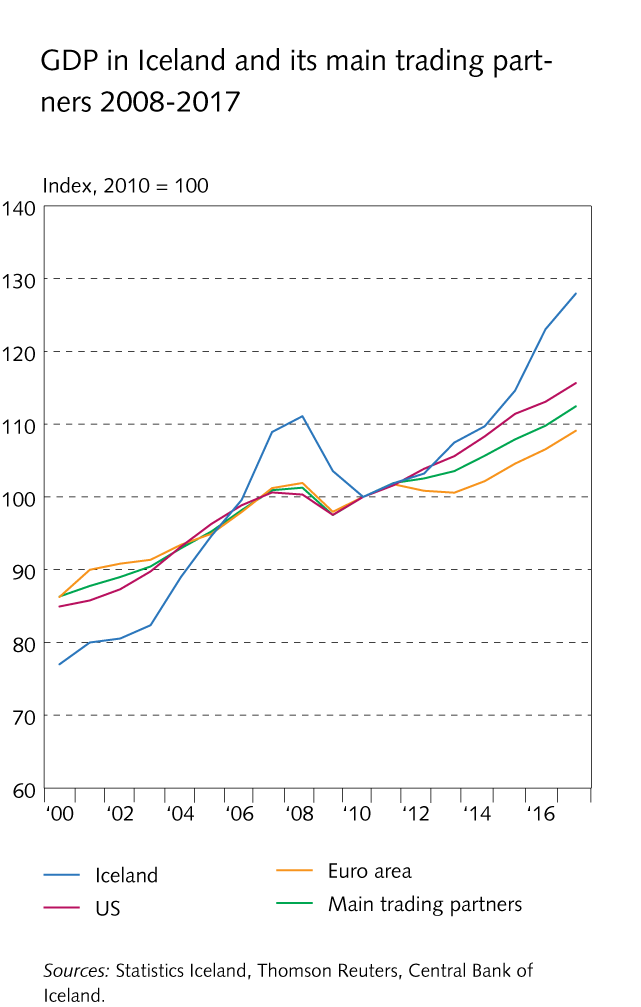 GDP in Iceland and its main trading part-
ners 2008-2017
Index, 2010 = 100
140
130
120
110
100
90
80
70
60
‘00 ‘02 ‘04 ‘06 ‘08 ‘10 ‘12 ‘14 ‘16
Iceland
Euro area
US
Main trading partners
Sources: Statistics Iceland, Thomson Reuters, Central Bank of
Iceland.